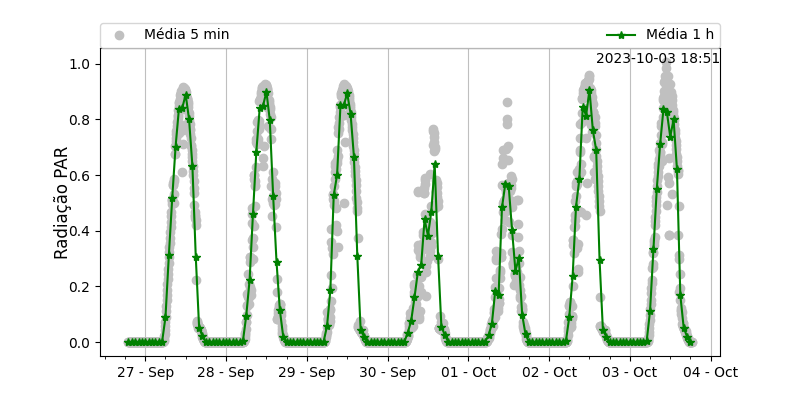 Média 5 min
Média 1 h
2023-10-03 18:51
Radiação PAR
1.0
0.8
0.6
0.4
0.2
0.0
27 - Sep
28 - Sep
29 - Sep
30 - Sep
01 - Oct
02 - Oct
03 - Oct
04 - Oct